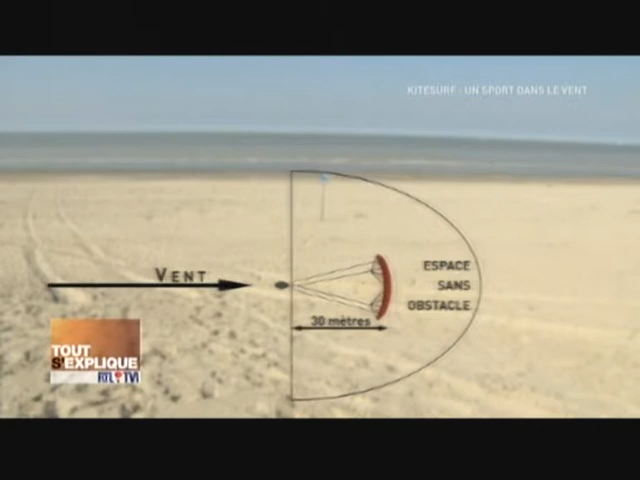 KITESURF - UN SPORT DANS LE VENT
VENT
ESPACE
SANS
OBSTACLE
30 mètres
TOUT
S'EXPLIQUE
RTL TVI